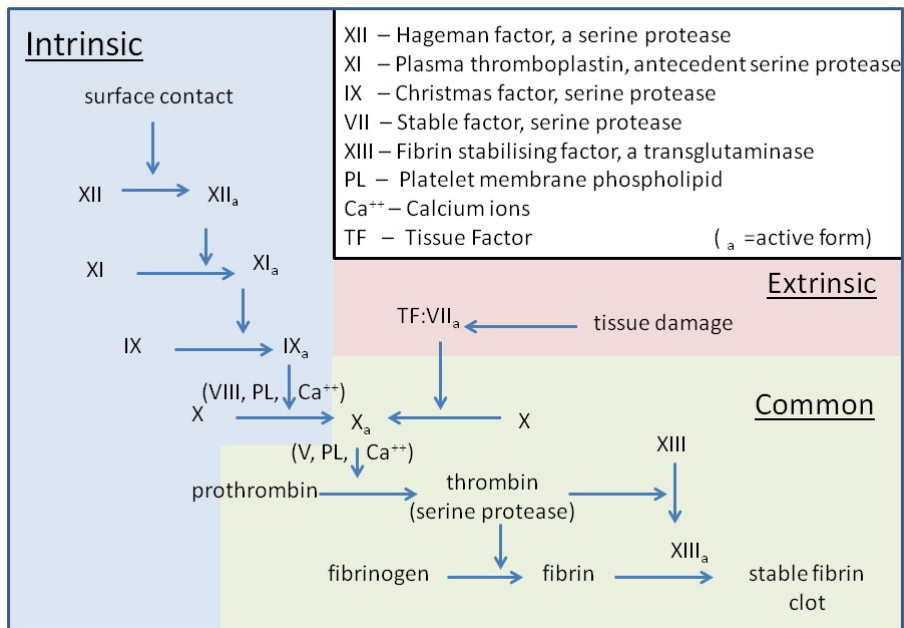 Intrinsic
surface contact
XII
XIIₐ
XI
XIₐ
IX
IXₐ
(VIII, PL, Ca⁺⁺)
X
Xₐ
X
(V, PL, Ca⁺⁺)
XII – Hageman factor, a serine protease
XI – Plasma thromboplastin, antecedent serine protease
IX – Christmas factor, serine protease
VII – Stable factor, serine protease
XIII – Fibrin stabilising factor, a transglutaminase
PL – Platelet membrane phospholipid
Ca⁺⁺ – Calcium ions
TF – Tissue Factor ( ₐ =active form)
Extrinsic
TF:VIIₐ
tissue damage
Common
XIII
prothrombin
thrombin
(serine protease)
XIIIₐ
fibrinogen
fibrin
stable fibrin
clot